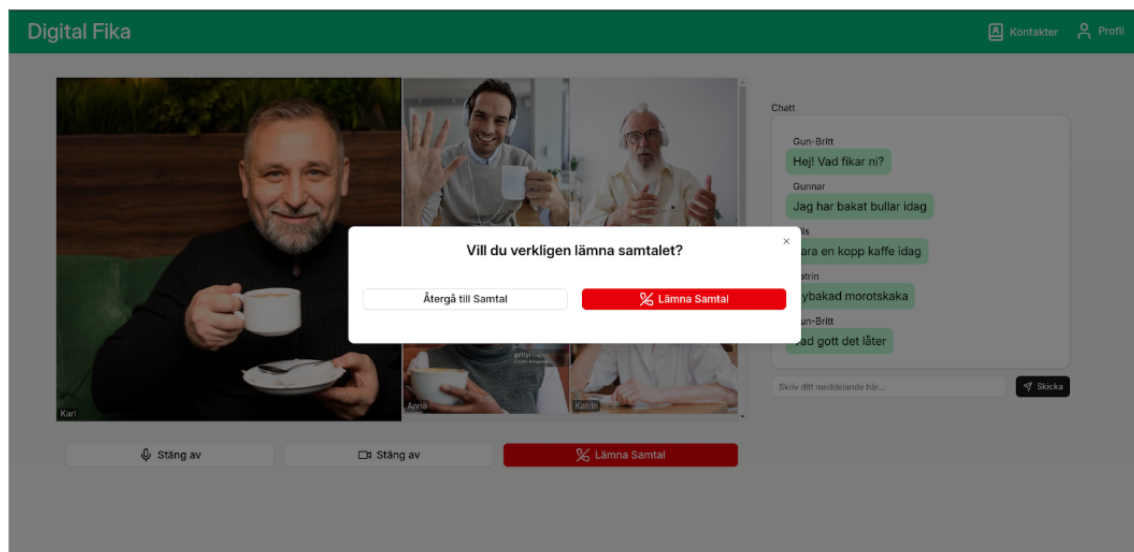 Digital Fika
Kontakter
Profil
Chatt
Gun-Britt
Hej! Vad fikar ni?
Gunnar
Jag har bakat bullar idag
en kopp kaffe idag
morotskaka
gott det låter
Skriv ditt meddelande här...
Skicka
Vill du verkligen lämna samtalet?
Återgå till Samtal
Lämna Samtal
Karl
Anna
Katrin
Stäng av
Stäng av
Lämna Samtal